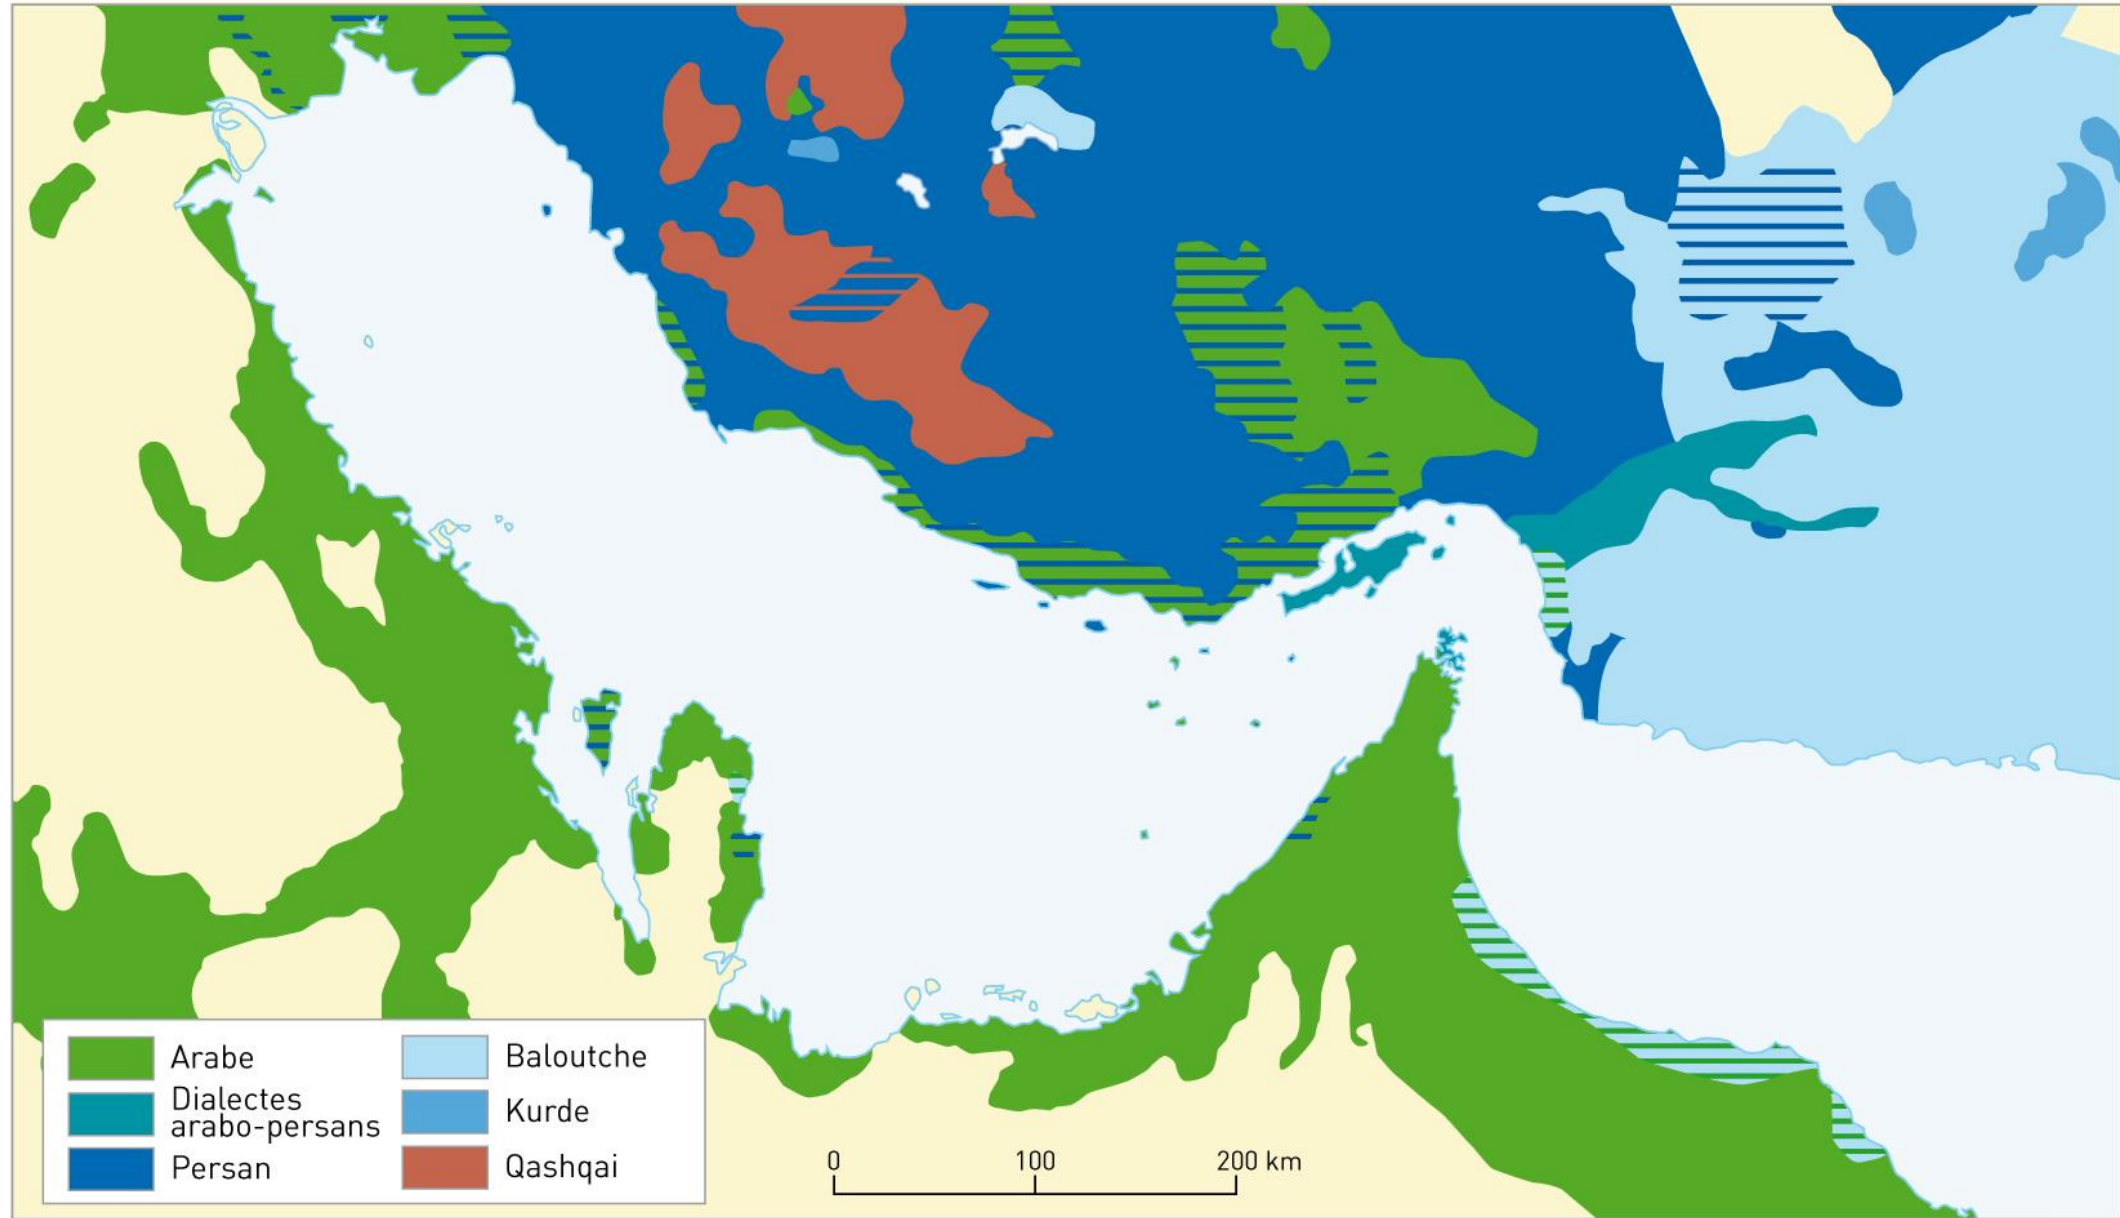 Arabe
Dialectes
arabo-persans
Persan
Baloutche
Kurde
Qashqai
0 100 200 km